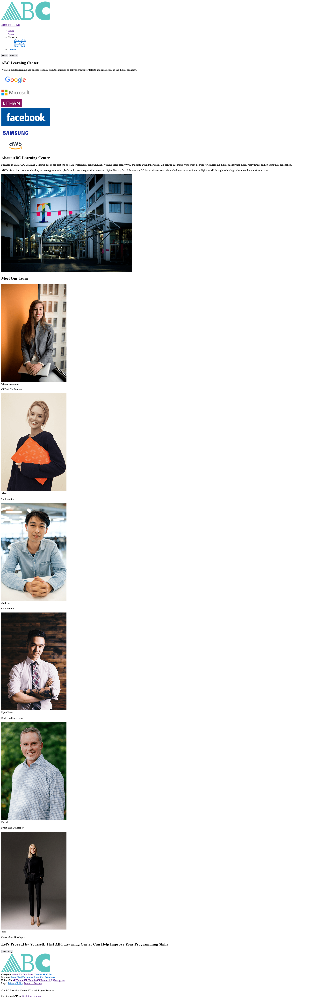 ABC
ABCLEARNING
Home
About
Course
Course List
Front-End
Back-End
Contact
Login Register
ABC Learning Center
We are a digital learning and talents platform with the mission to deliver growth for talents and enterprises in the digital economy.
Google
Microsoft
LITHAN
facebook
SAMSUNG
aws
About ABC Learning Center
Founded in 2020 ABC Learning Center is one of the best site to learn professional programming. We have more than 40.000 Students around the world. We deliver integrated work study degrees for developing digital talents with global ready future skills before their graduation.
ABC's vision is to become a leading technology education platform that encourages wider access to digital literacy for all Students. ABC has a mission to accelerate Indonesia's transition to a digital world through technology education that transforms lives.
T
Meet Our Team
Olivia Cassandra
CEO & Co-Founder
Alexa
Co-Founder
Andrew
Co-Founder
Ryou Kuga
Back-End Developer
David
Front-End Developer
Yola
Curriculum Developer
Let's Prove It by Yourself, That ABC Learning Center Can Help Improve Your Programming Skills
Join Today
ABC
Company About Us Our Team Contact Site Map
Program Front-End Developer Back-End Developer
Follow Us Twitter Youtube Facebook Instagram
Legal Privacy Policy Terms of Service
© ABC Learning Center 2022. All Rights Reserved
Created with ♥ by Gustut Yoghantara